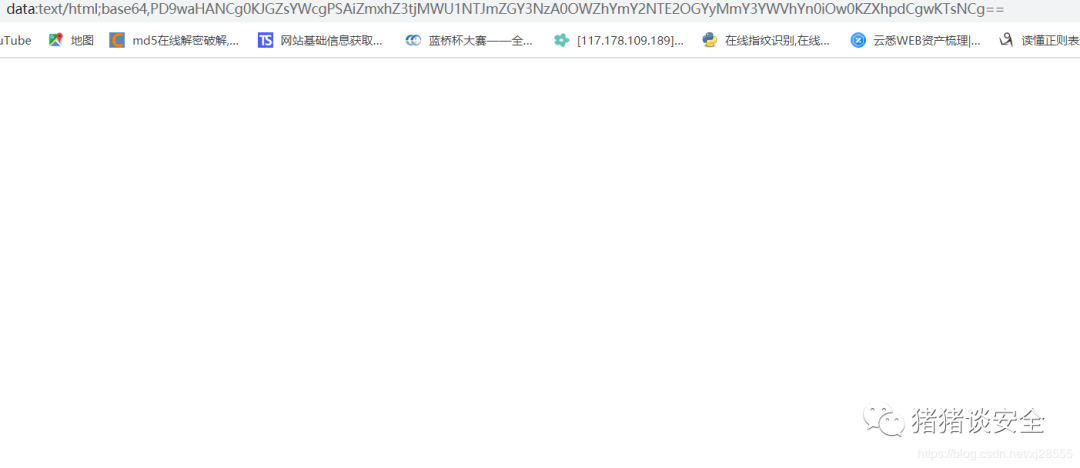 data:text/html;base64,PD9waHANCg0KJGZsYWcgPSAiZmxhZ3tjMWU1NTJmZGY3NzA0OWZhYmY2NTE2OGYyMmY3YWVhYn0iOw0KZXhpdCgwKTsNCg==
uTube 地图 md5在线解密破解,... 网站基础信息获取... 蓝桥杯大赛——全... [117.178.109.189]... 在线指纹识别,在线... 云悉WEB资产梳理|... 读懂正则表
猪猪谈安全
https://blog.csdn.net/xj28555